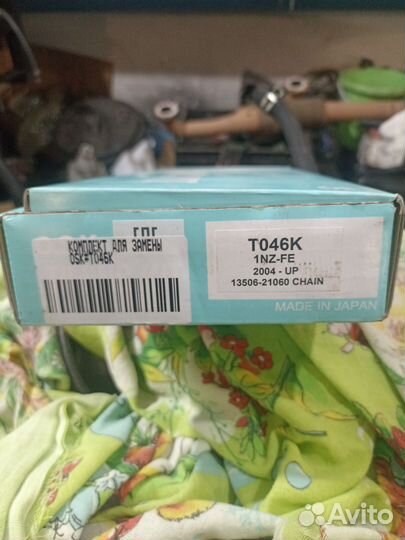 КОМПЛЕКТ ДЛЯ ЗАМЕНЫ
OSK*T046K
T046K
1NZ-FE
2004 - UP
13506-21060 CHAIN
MADE IN JAPAN
Avito